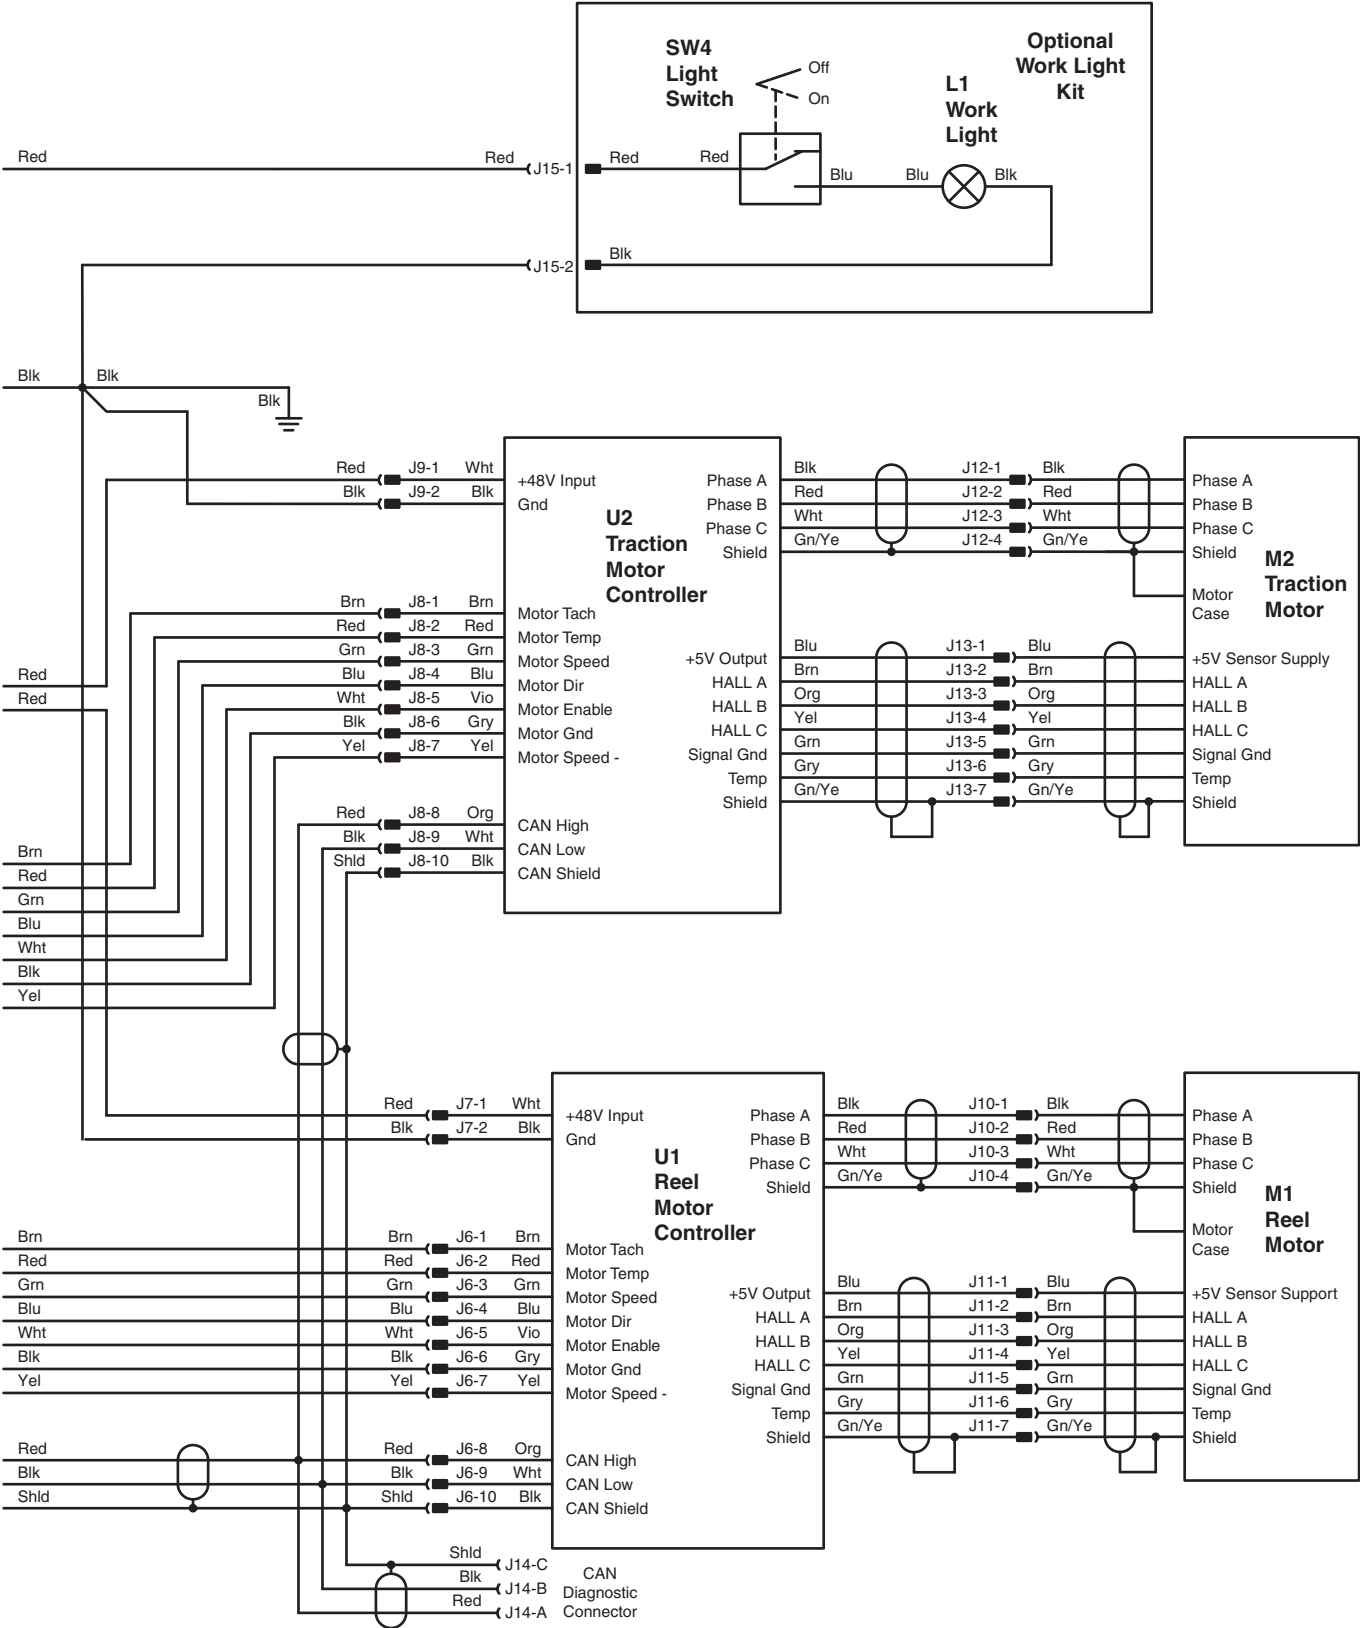 Optional
Work Light
Kit
SW4
Light
Switch
Off
On
L1
Work
Light
Red Red J15-1 Red Red
Blu Blu Blk
J15-2 Blk
Blk Blk
Blk
U2
Traction
Motor
Controller
Red J9-1 Wht +48V Input
Blk J9-2 Blk Gnd
Brn J8-1 Brn Motor Tach
Red J8-2 Red Motor Temp
Grn J8-3 Grn Motor Speed
Blu J8-4 Blu Motor Dir
Wht J8-5 Vio Motor Enable
Blk J8-6 Gry Motor Gnd
Yel J8-7 Yel Motor Speed -
Red J8-8 Org CAN High
Blk J8-9 Wht CAN Low
Shld J8-10 Blk CAN Shield
Phase A Blk J12-1 Blk Phase A
Phase B Red J12-2 Red Phase B
Phase C Wht J12-3 Wht Phase C
Shield Gn/Ye J12-4 Gn/Ye Shield
Motor
Case
M2
Traction
Motor
+5V Output Blu J13-1 Blu +5V Sensor Supply
HALL A Brn J13-2 Brn HALL A
HALL B Org J13-3 Org HALL B
HALL C Yel J13-4 Yel HALL C
Signal Gnd Grn J13-5 Grn Signal Gnd
Temp Gry J13-6 Gry Temp
Shield Gn/Ye J13-7 Gn/Ye Shield
Red
Red
Brn
Red
Grn
Blu
Wht
Blk
Yel
U1
Reel
Motor
Controller
Red J7-1 Wht +48V Input
Blk J7-2 Blk Gnd
Brn Brn J6-1 Brn Motor Tach
Red Red J6-2 Red Motor Temp
Grn Grn J6-3 Grn Motor Speed
Blu Blu J6-4 Blu Motor Dir
Wht Wht J6-5 Vio Motor Enable
Blk Blk J6-6 Gry Motor Gnd
Yel Yel J6-7 Yel Motor Speed -
Red Red J6-8 Org CAN High
Blk Blk J6-9 Wht CAN Low
Shld Shld J6-10 Blk CAN Shield
Phase A Blk J10-1 Blk Phase A
Phase B Red J10-2 Red Phase B
Phase C Wht J10-3 Wht Phase C
Shield Gn/Ye J10-4 Gn/Ye Shield
Motor
Case
M1
Reel
Motor
+5V Output Blu J11-1 Blu +5V Sensor Support
HALL A Brn J11-2 Brn HALL A
HALL B Org J11-3 Org HALL B
HALL C Yel J11-4 Yel HALL C
Signal Gnd Grn J11-5 Grn Signal Gnd
Temp Gry J11-6 Gry Temp
Shield Gn/Ye J11-7 Gn/Ye Shield
Shld J14-C
Blk J14-B
Red J14-A
CAN
Diagnostic
Connector